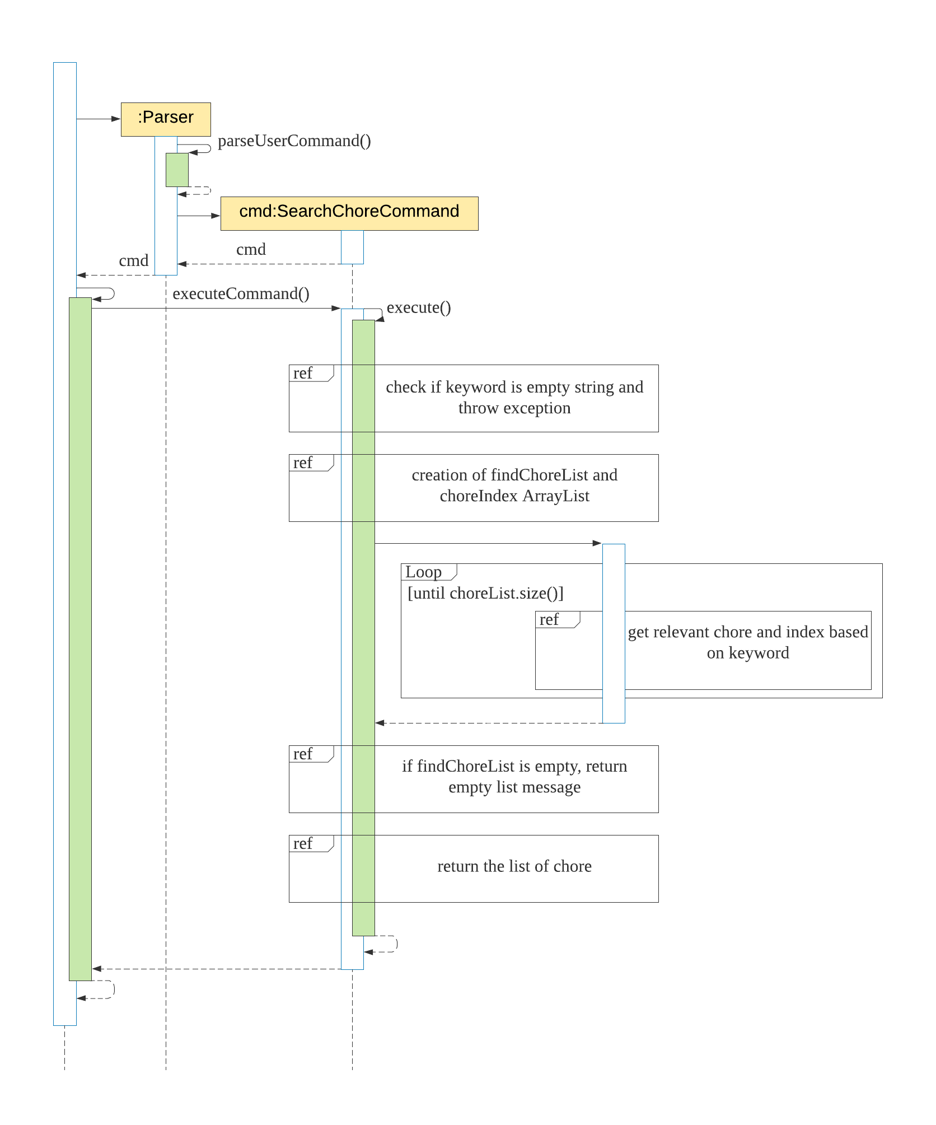 :Parser
parseUserCommand()
cmd:SearchChoreCommand
cmd
cmd
executeCommand()
execute()
ref
check if keyword is empty string and
throw exception
ref
creation of findChoreList and
choreIndex ArrayList
Loop
[until choreList.size()]
ref
get relevant chore and index based
on keyword
ref
if findChoreList is empty, return
empty list message
ref
return the list of chore